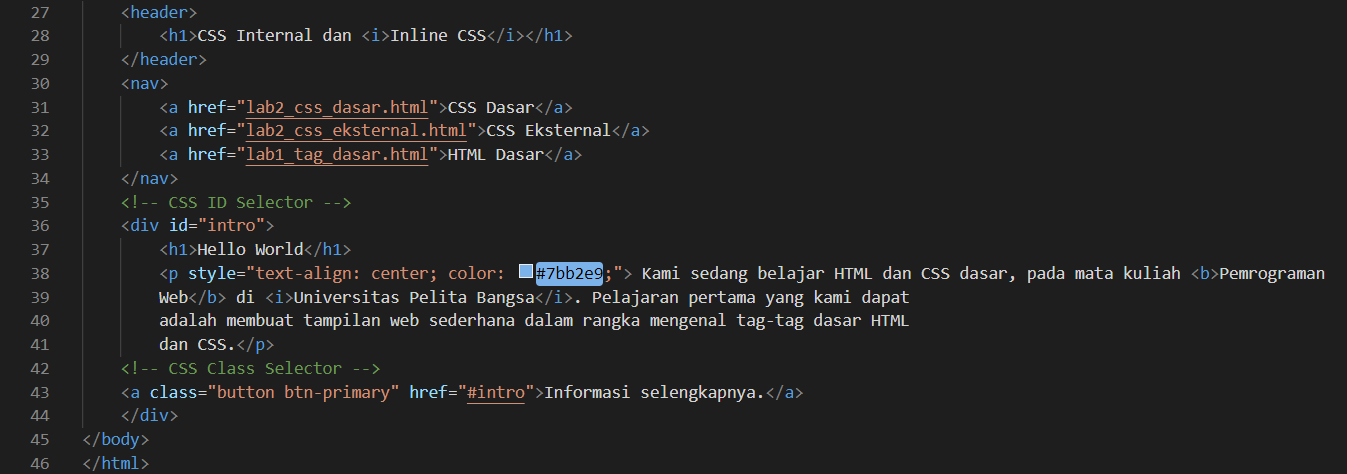 27 <header>
28 <h1>CSS Internal dan <i>Inline CSS</i></h1>
29 </header>
30 <nav>
31 <a href="lab2_css_dasar.html">CSS Dasar</a>
32 <a href="lab2_css_eksternal.html">CSS Eksternal</a>
33 <a href="lab1_tag_dasar.html">HTML Dasar</a>
34 </nav>
35 <!-- CSS ID Selector -->
36 <div id="intro">
37 <h1>Hello World</h1>
38 <p style="text-align: center; color: #7bb2e9;"> Kami sedang belajar HTML dan CSS dasar, pada mata kuliah <b>Pemrograman
39 Web</b> di <i>Universitas Pelita Bangsa</i>. Pelajaran pertama yang kami dapat
40 adalah membuat tampilan web sederhana dalam rangka mengenal tag-tag dasar HTML
41 dan CSS.</p>
42 <!-- CSS Class Selector -->
43 <a class="button btn-primary" href="#intro">Informasi selengkapnya.</a>
44 </div>
45 </body>
46 </html>